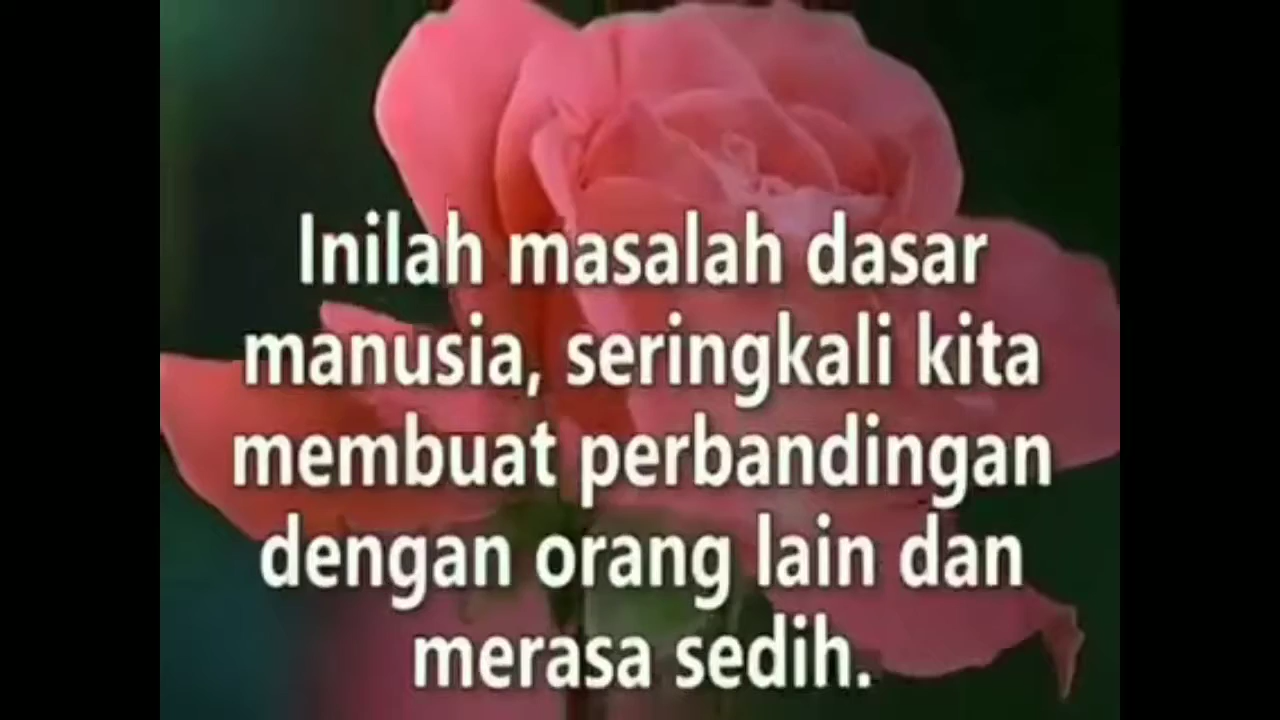 Inilah masalah dasar
manusia, seringkali kita
membuat perbandingan
dengan orang lain dan
merasa sedih.